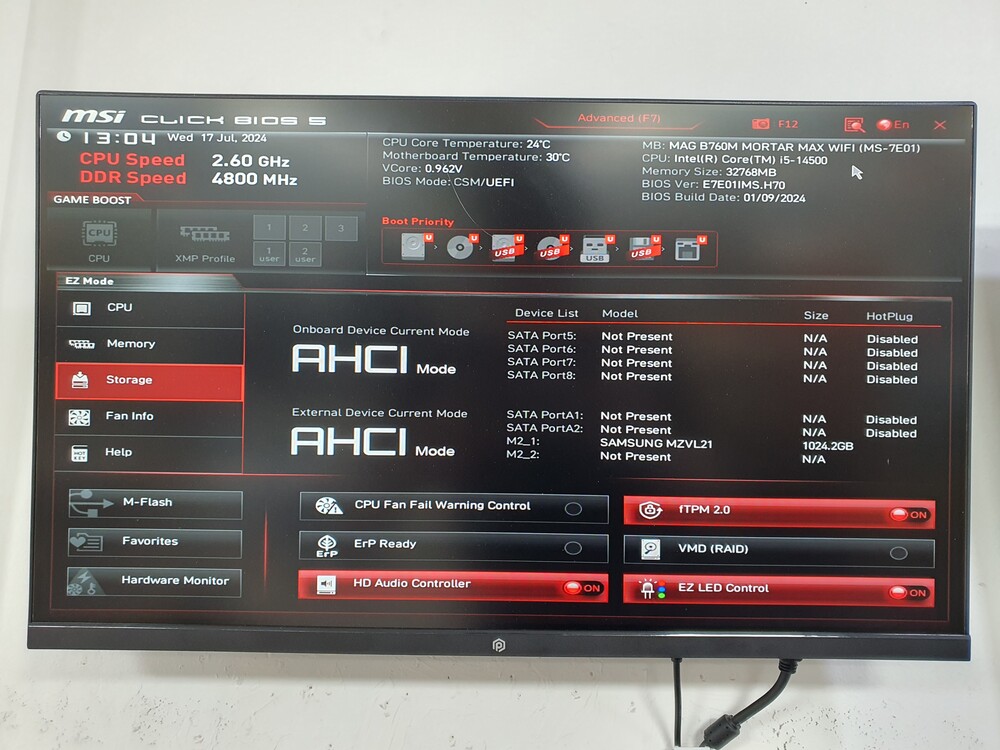 msi CLICK BIOS 5
Advanced (F7)
F12
En
13:04 Wed 17 Jul, 2024
CPU Speed 2.60 GHz
DDR Speed 4800 MHz
CPU Core Temperature: 24°C
Motherboard Temperature: 30°C
VCore: 0.962V
BIOS Mode: CSM/UEFI
MB: MAG B760M MORTAR MAX WIFI (MS-7E01)
CPU: Intel(R) Core(TM) i5-14500
Memory Size: 32768MB
BIOS Ver: E7E01IMS.H70
BIOS Build Date: 01/09/2024
GAME BOOST
CPU
CPU
XMP Profile
1 2 3
1 user
2 user
Boot Priority
U U U U U U U
USB USB USB USB
EZ Mode
CPU
Memory
Storage
Fan Info
HOT KEY
Help
Onboard Device Current Mode
AHCI Mode
External Device Current Mode
AHCI Mode
Device List Model Size HotPlug
SATA Port5: Not Present N/A Disabled
SATA Port6: Not Present N/A Disabled
SATA Port7: Not Present N/A Disabled
SATA Port8: Not Present N/A Disabled
SATA PortA1: Not Present N/A Disabled
SATA PortA2: Not Present N/A Disabled
M2_1: SAMSUNG MZVL21 1024.2GB
M2_2: Not Present N/A
M-Flash
Favorites
Hardware Monitor
CPU Fan Fail Warning Control
ErP ErP Ready
HD Audio Controller ON
fTPM 2.0 ON
VMD (RAID)
EZ LED Control ON